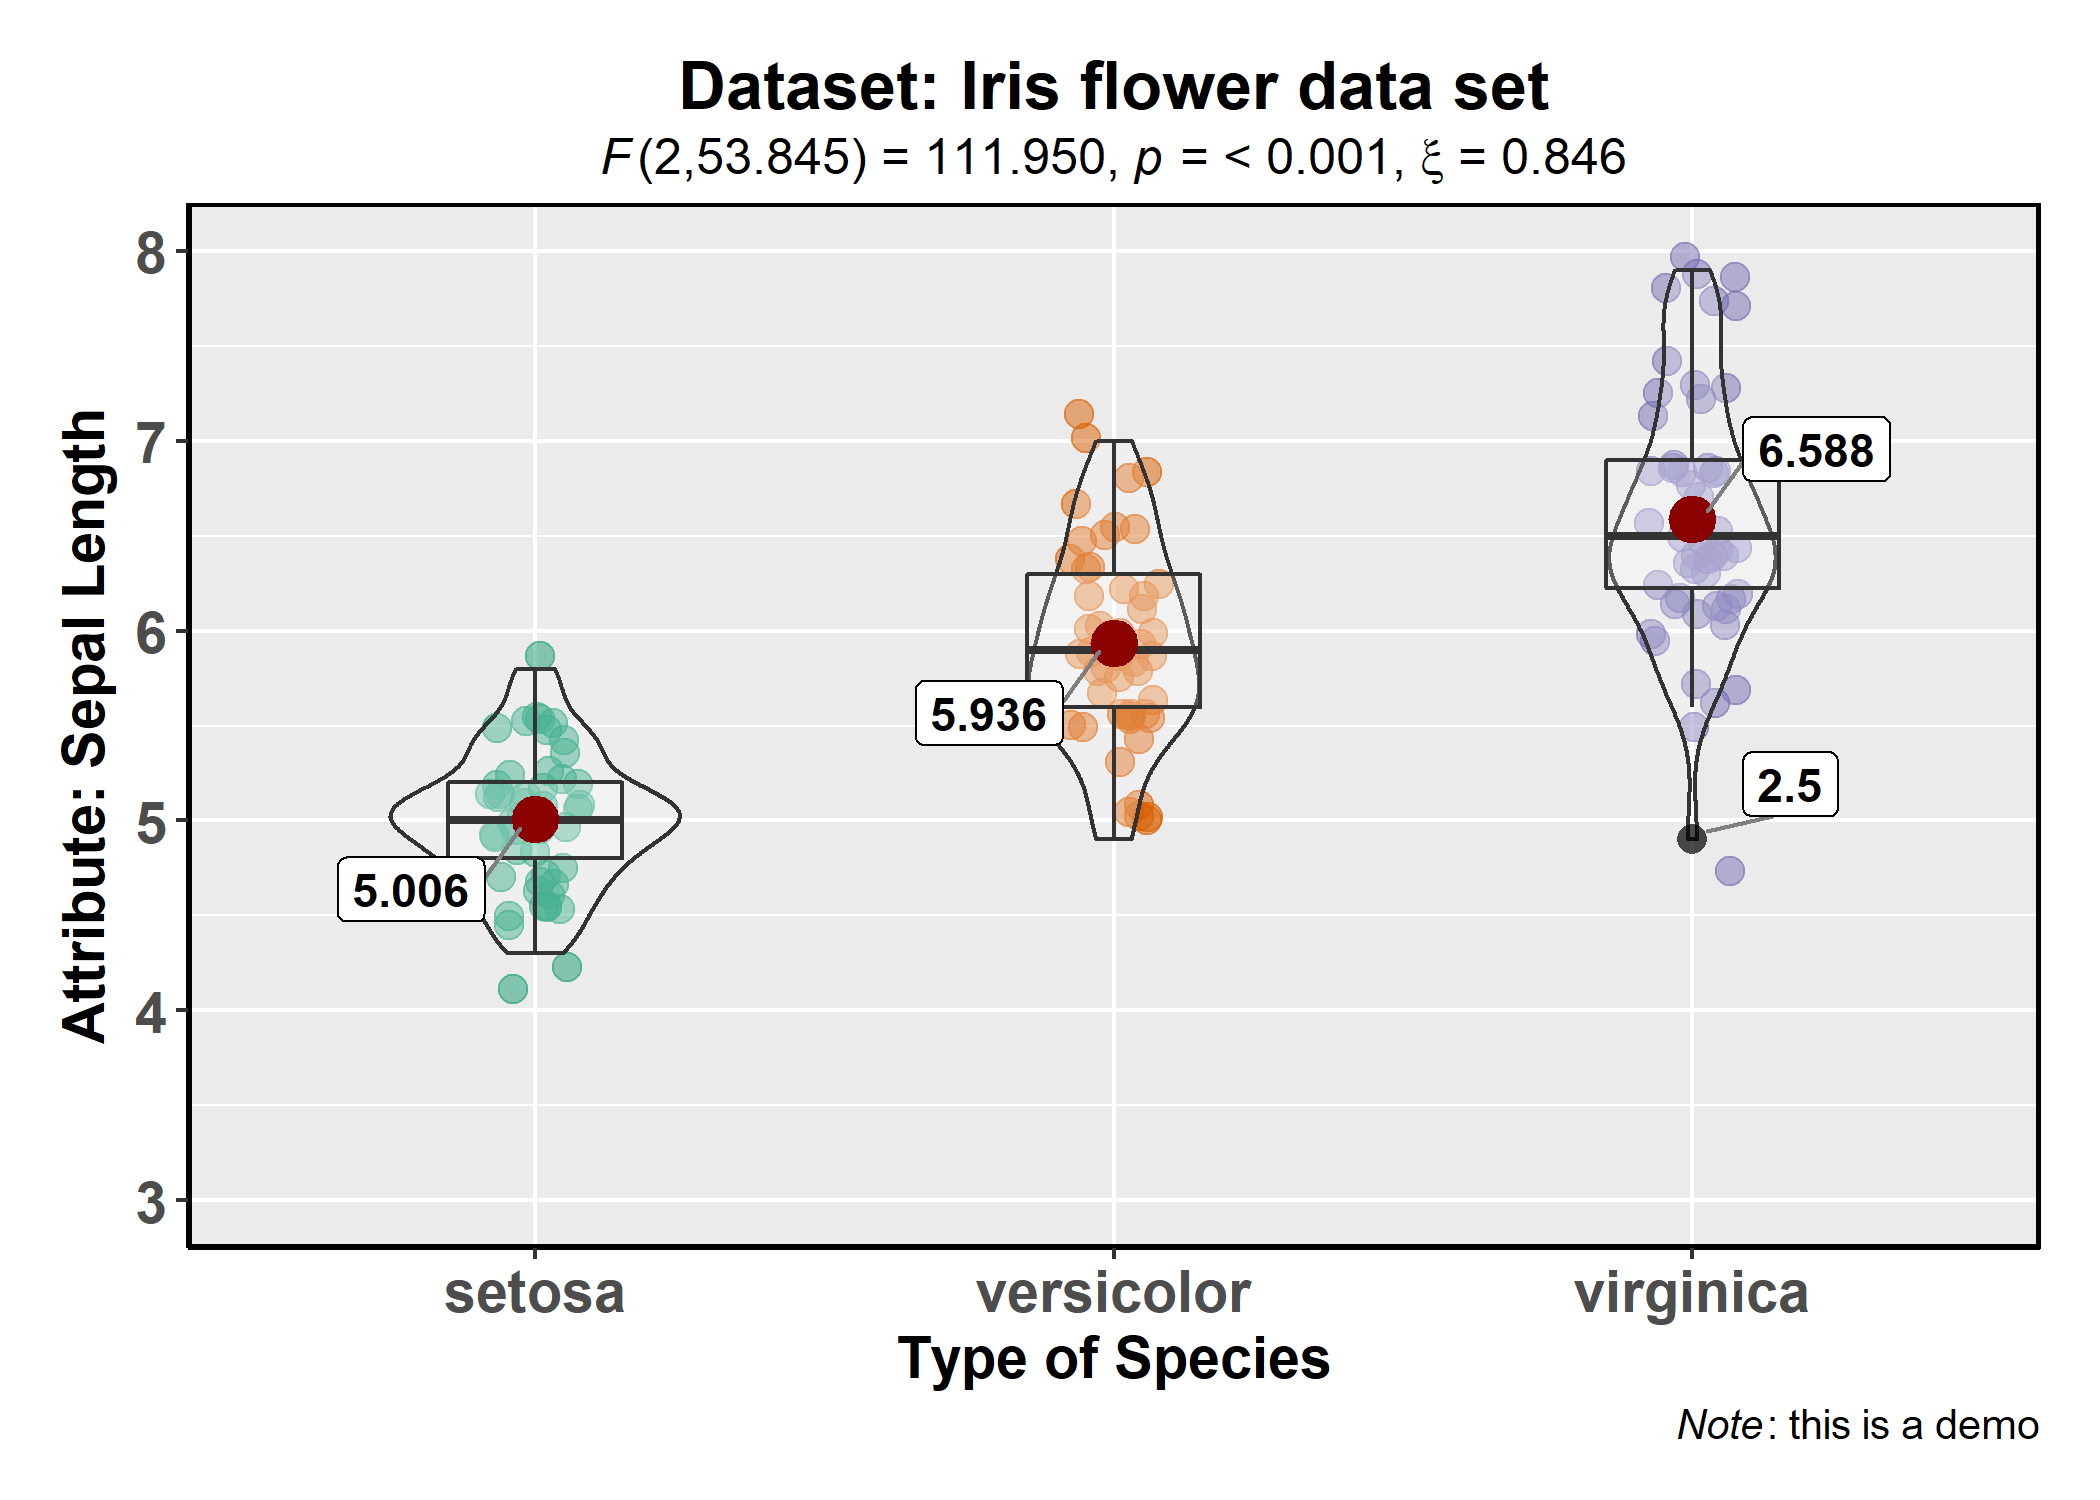 Dataset: Iris flower data set
F(2,53.845) = 111.950, p = < 0.001, ξ = 0.846
Attribute: Sepal Length
8
7
6
5
4
3
6.588
5.936
2.5
5.006
setosa versicolor virginica
Type of Species
Note: this is a demo